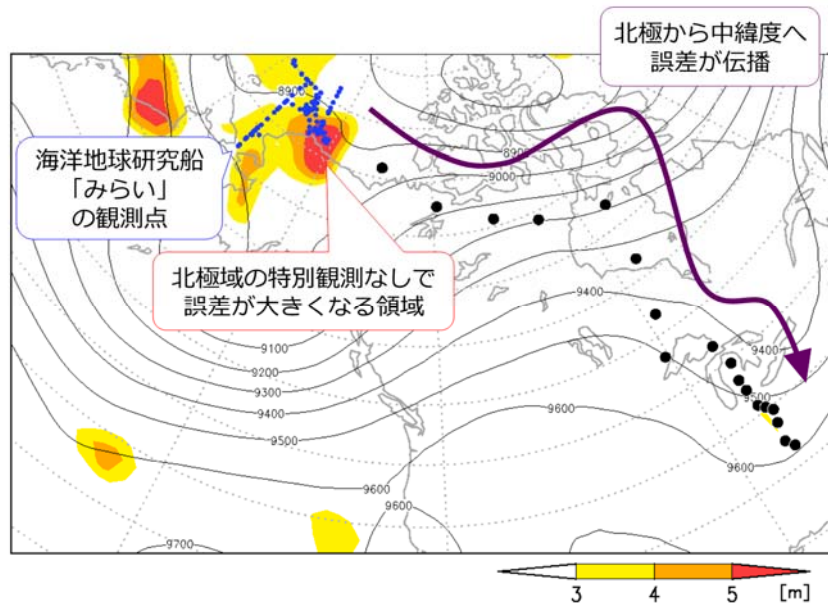 北極から中緯度へ
誤差が伝播
8900
海洋地球研究船
「みらい」
の観測点
8900
9000
北極域の特別観測なしで
誤差が大きくなる領域
9400
9100
9200
9300
9400
9500
9400
9500
9600
9600
9600
9600
9700
3 4 5 [m]